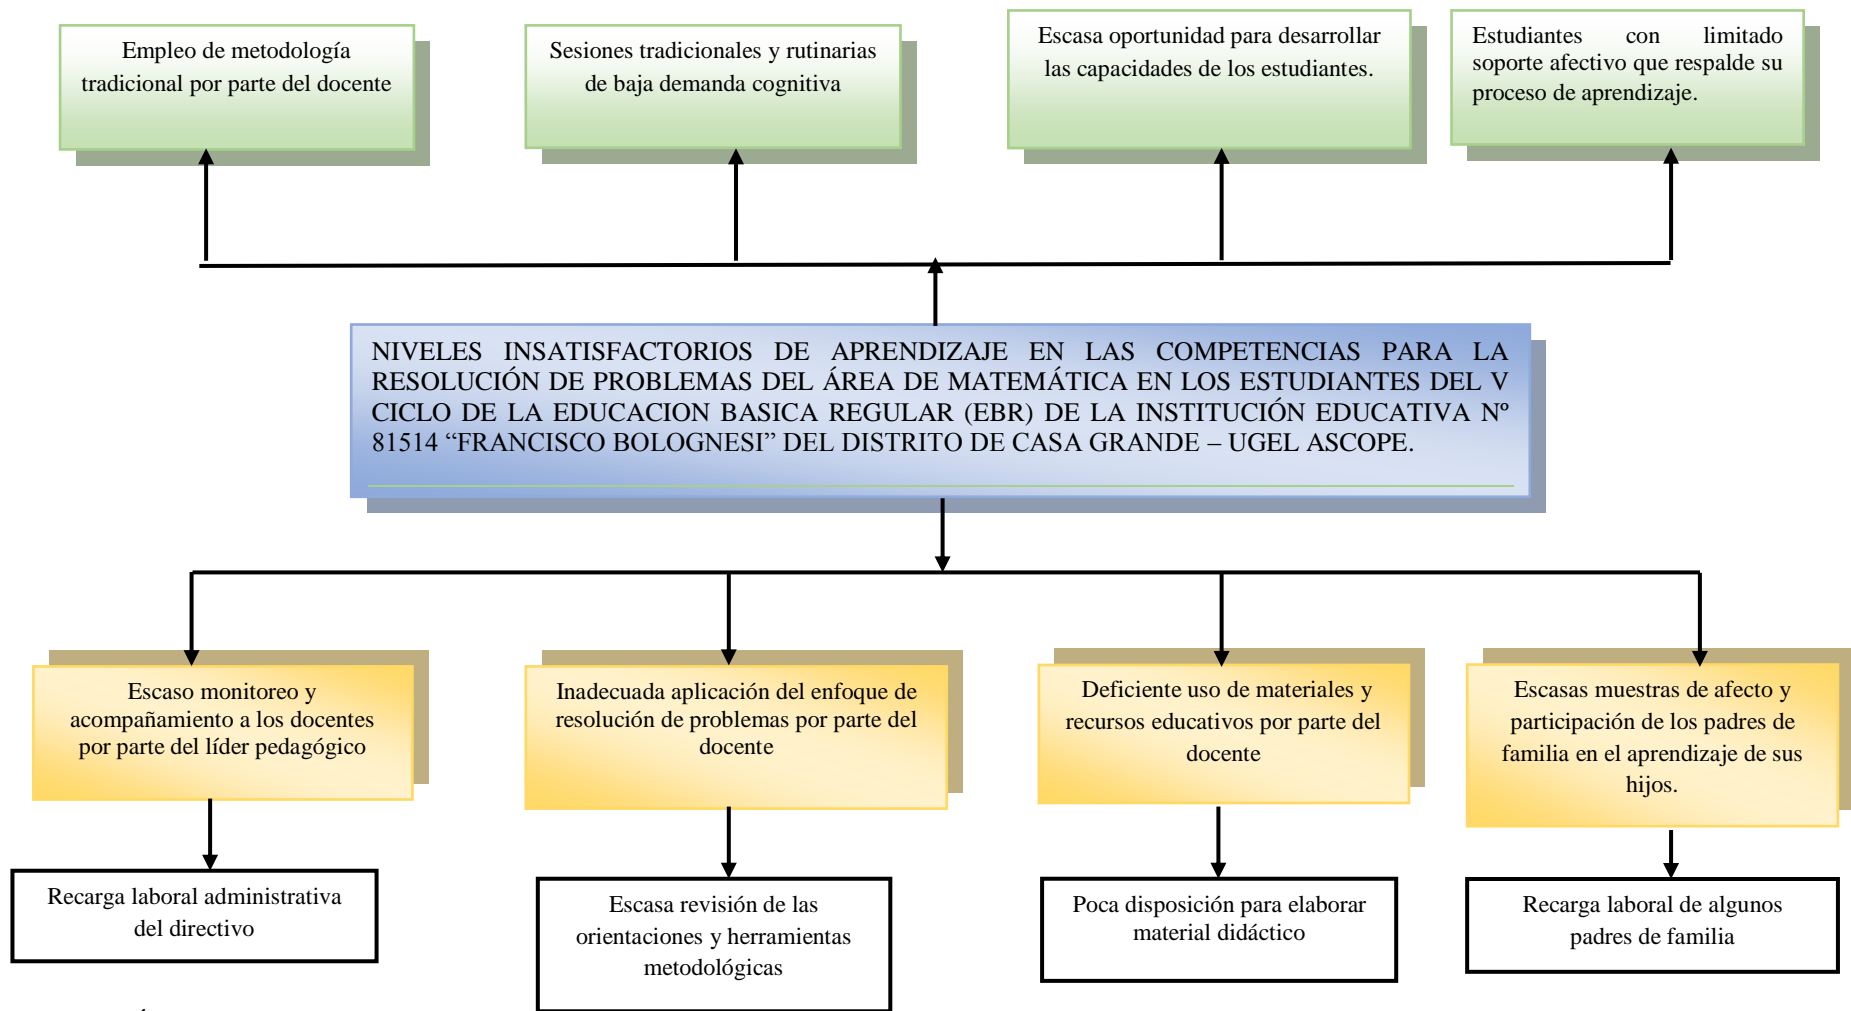 Empleo de metodología
tradicional por parte del docente
Sesiones tradicionales y rutinarias
de baja demanda cognitiva
Escasa oportunidad para desarrollar
las capacidades de los estudiantes.
Estudiantes con limitado
soporte afectivo que respalde su
proceso de aprendizaje.
NIVELES INSATISFACTORIOS DE APRENDIZAJE EN LAS COMPETENCIAS PARA LA
RESOLUCIÓN DE PROBLEMAS DEL ÁREA DE MATEMÁTICA EN LOS ESTUDIANTES DEL V
CICLO DE LA EDUCACION BASICA REGULAR (EBR) DE LA INSTITUCIÓN EDUCATIVA Nº
81514 “FRANCISCO BOLOGNESI” DEL DISTRITO DE CASA GRANDE – UGEL ASCOPE.
Escaso monitoreo y
acompañamiento a los docentes
por parte del líder pedagógico
Inadecuada aplicación del enfoque de
resolución de problemas por parte del
docente
Deficiente uso de materiales y
recursos educativos por parte del
docente
Escasas muestras de afecto y
participación de los padres de
familia en el aprendizaje de sus
hijos.
Recarga laboral administrativa
del directivo
Escasa revisión de las
orientaciones y herramientas
metodológicas
Poca disposición para elaborar
material didáctico
Recarga laboral de algunos
padres de familia